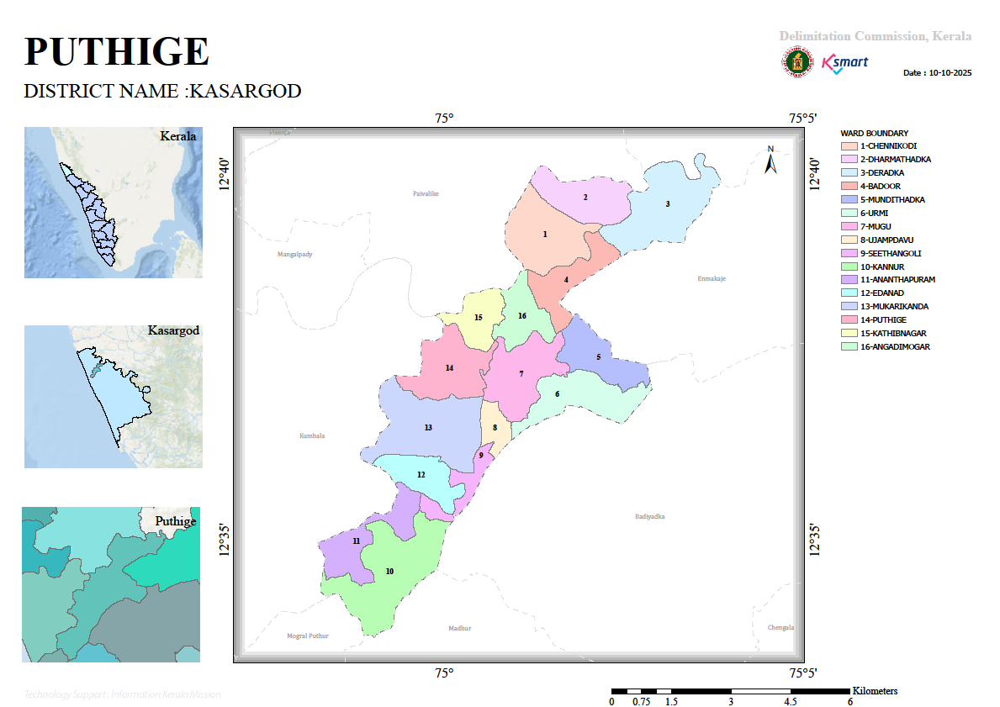 PUTHIGE
DISTRICT NAME :KASARGOD
Delimitation Commission, Kerala
Ksmart
Date : 10-10-2025
Kerala
Kasargod
Puthige
75°
75°5'
12°40'
12°40'
Meenja
N
Paivalike
2
3
1
Mangalpady
4
Enmakaje
15
16
5
14
7
6
13
8
Kumbala
9
12
Badiyadka
12°35'
12°35'
11
10
Mogral Puthur
Madhur
Chengala
75°
75°5'
WARD BOUNDARY
1-CHENNIKODI
2-DHARMATHADKA
3-DERADKA
4-BADOOR
5-MUNDITHADKA
6-URMI
7-MUGU
8-UJAMPDAVU
9-SEETHANGOLI
10-KANNUR
11-ANANTHAPURAM
12-EDANAD
13-MUKARIKANDA
14-PUTHIGE
15-KATHIBNAGAR
16-ANGADIMOGAR
Technology Support : Information Kerala Mission
Kilometers
0 0.75 1.5 3 4.5 6